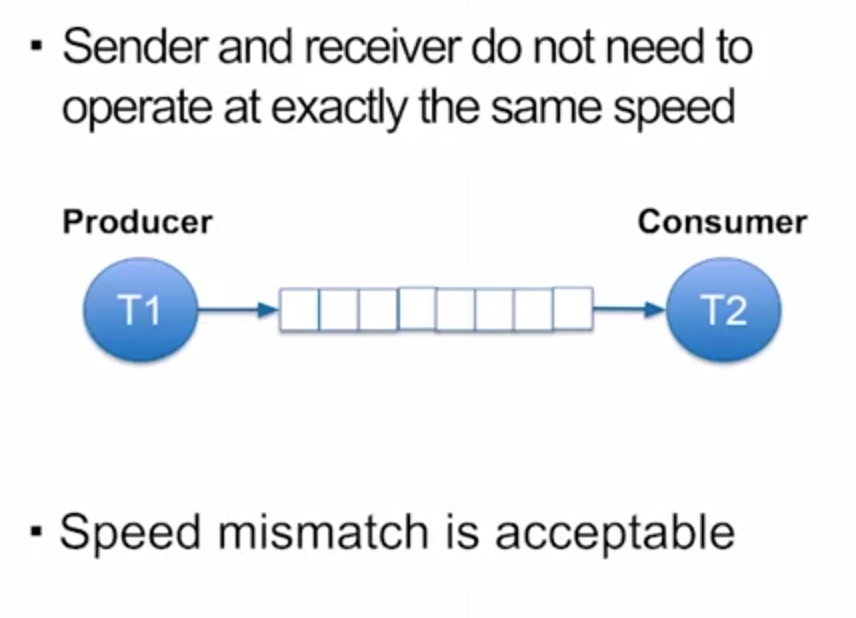 ▪ Sender and receiver do not need to
operate at exactly the same speed
Producer
Consumer
T1
T2
▪ Speed mismatch is acceptable